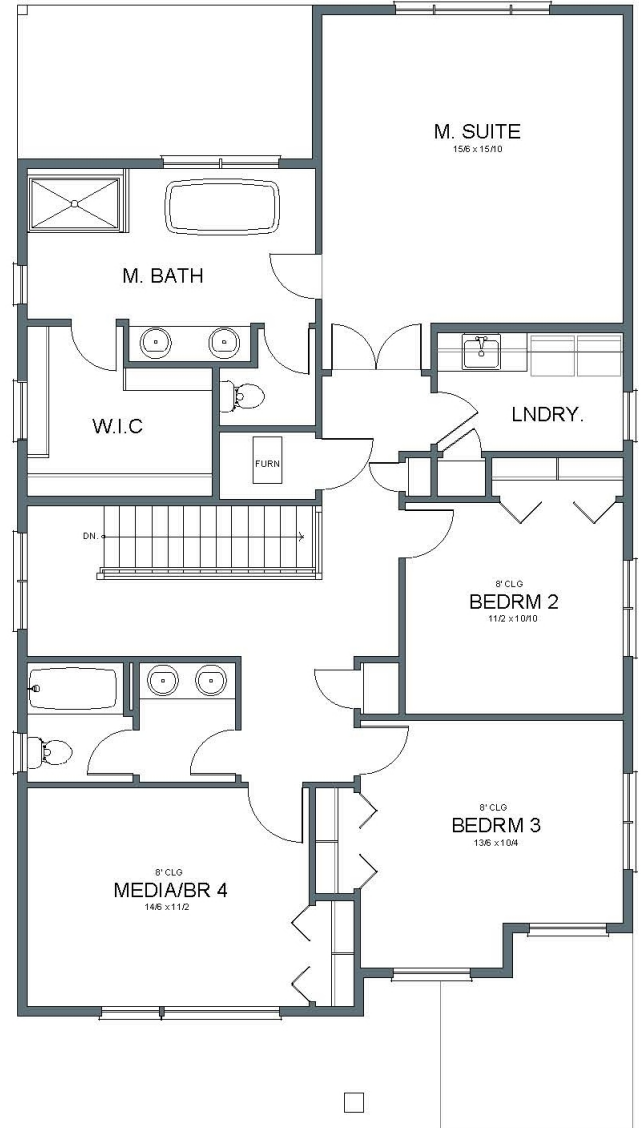 M. SUITE
15/6 x 15/10
M. BATH
W.I.C
LNDRY.
FURN
DN.
8' CLG
BEDRM 2
11/2 x 10/10
8' CLG
BEDRM 3
13/6 x 10/4
8' CLG
MEDIA/BR 4
14/6 x 11/2